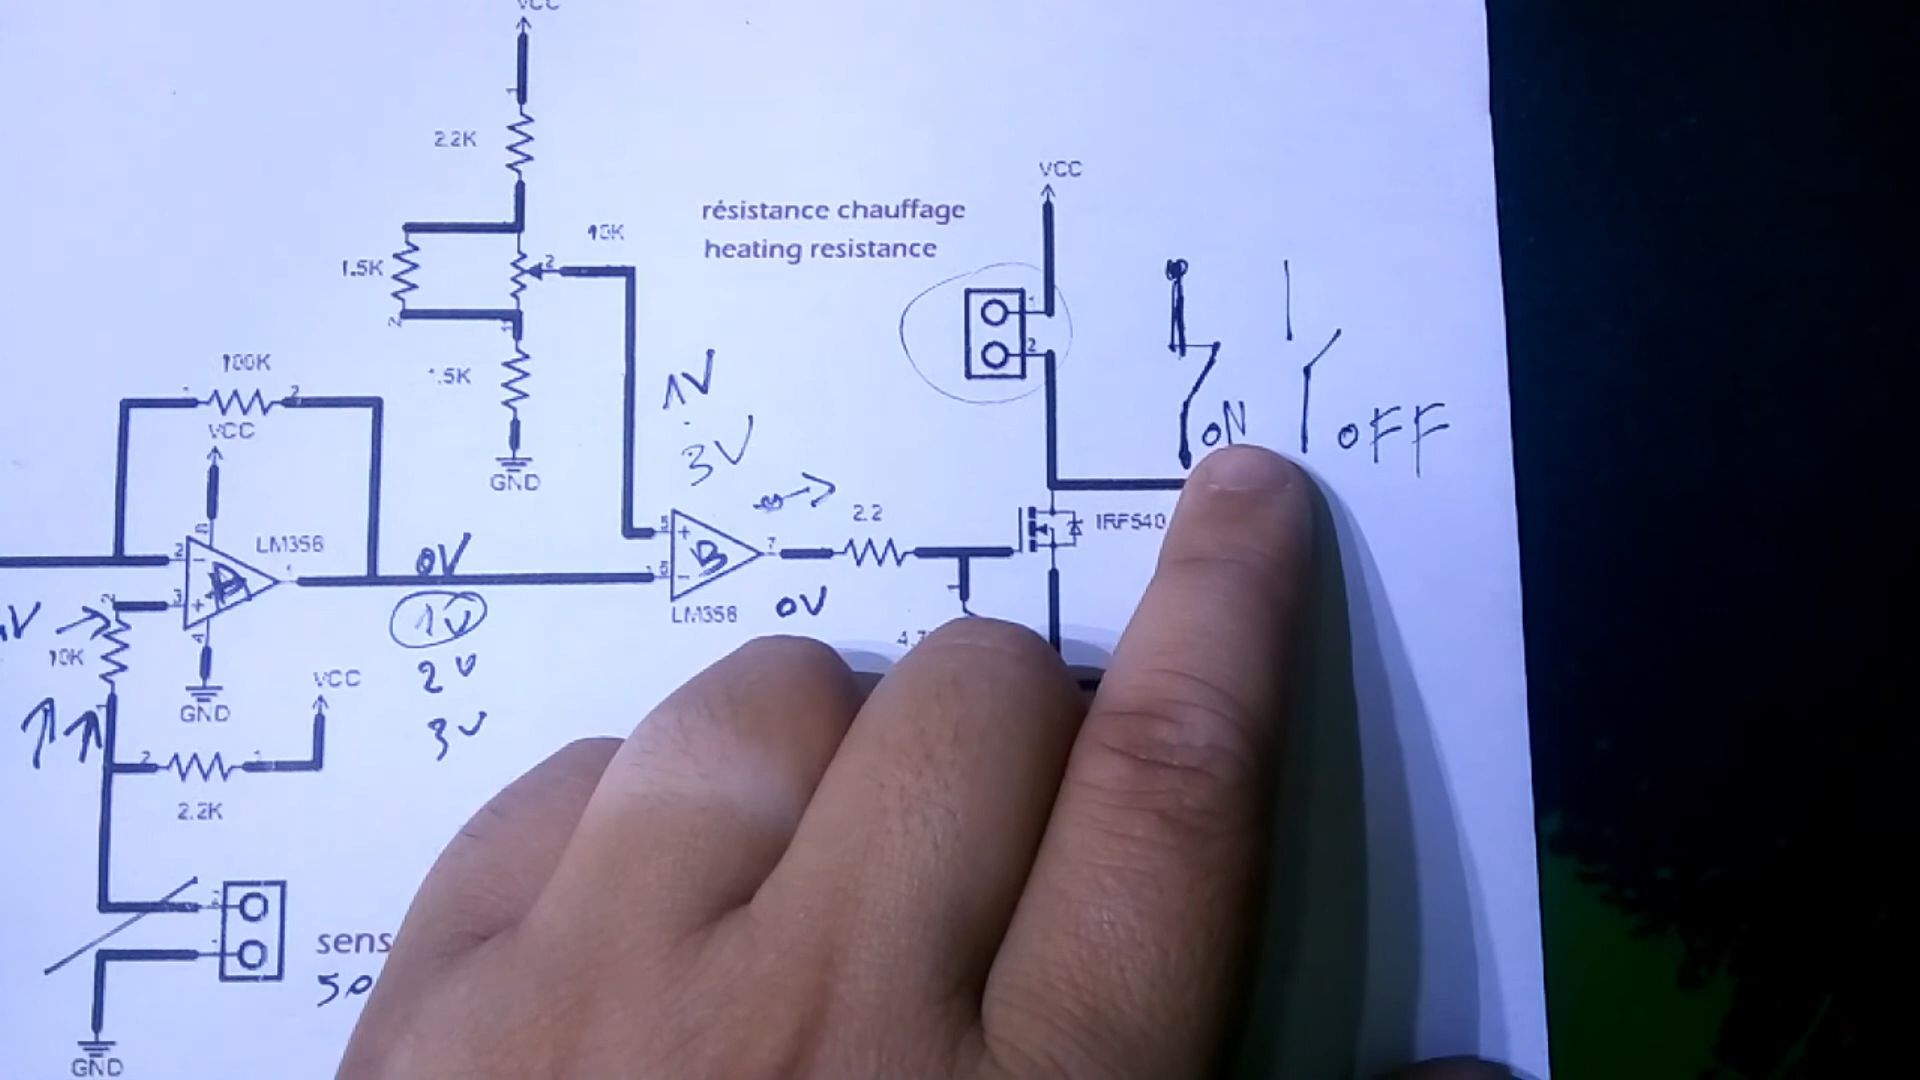 VCC
2.2K
VCC
résistance chauffage
heating resistance
10K
1.5K
100K
1.5K
1V
3V
VCC
GND
ON
OFF
LM358
2.2
IRF540
A
0V
B
1V
LM358
0V
10K
2V
VCC
GND
3V
2.2K
sens
50
GND